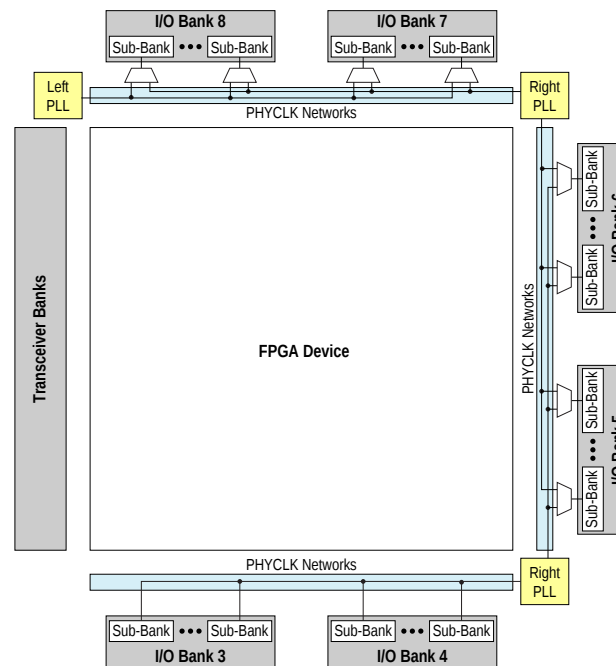 I/O Bank 8
I/O Bank 7
Sub-Bank
Sub-Bank
Sub-Bank
Sub-Bank
Left
PLL
Right
PLL
PHYCLK Networks
Sub-Bank
Sub-Bank
Transceiver Banks
FPGA Device
PHYCLK Networks
Sub-Bank
Sub-Bank
PHYCLK Networks
Right
PLL
Sub-Bank
Sub-Bank
Sub-Bank
Sub-Bank
I/O Bank 3
I/O Bank 4